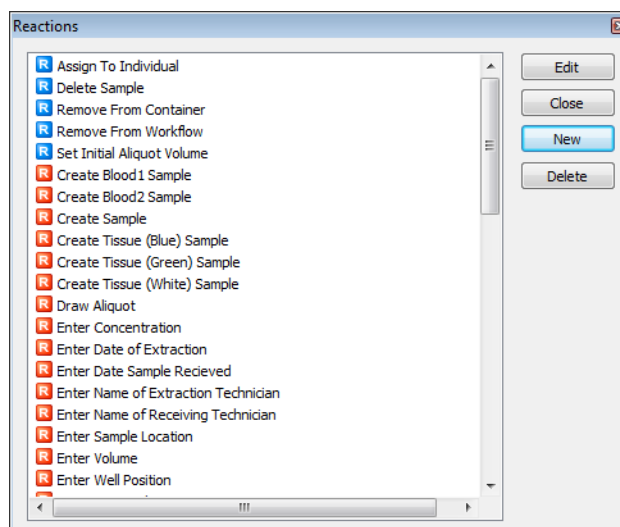 Reactions
R Assign To Individual
R Delete Sample
R Remove From Container
R Remove From Workflow
R Set Initial Aliquot Volume
R Create Blood1 Sample
R Create Blood2 Sample
R Create Sample
R Create Tissue (Blue) Sample
R Create Tissue (Green) Sample
R Create Tissue (White) Sample
R Draw Aliquot
R Enter Concentration
R Enter Date of Extraction
R Enter Date Sample Recieved
R Enter Name of Extraction Technician
R Enter Name of Receiving Technician
R Enter Sample Location
R Enter Volume
R Enter Well Position
Edit
Close
New
Delete